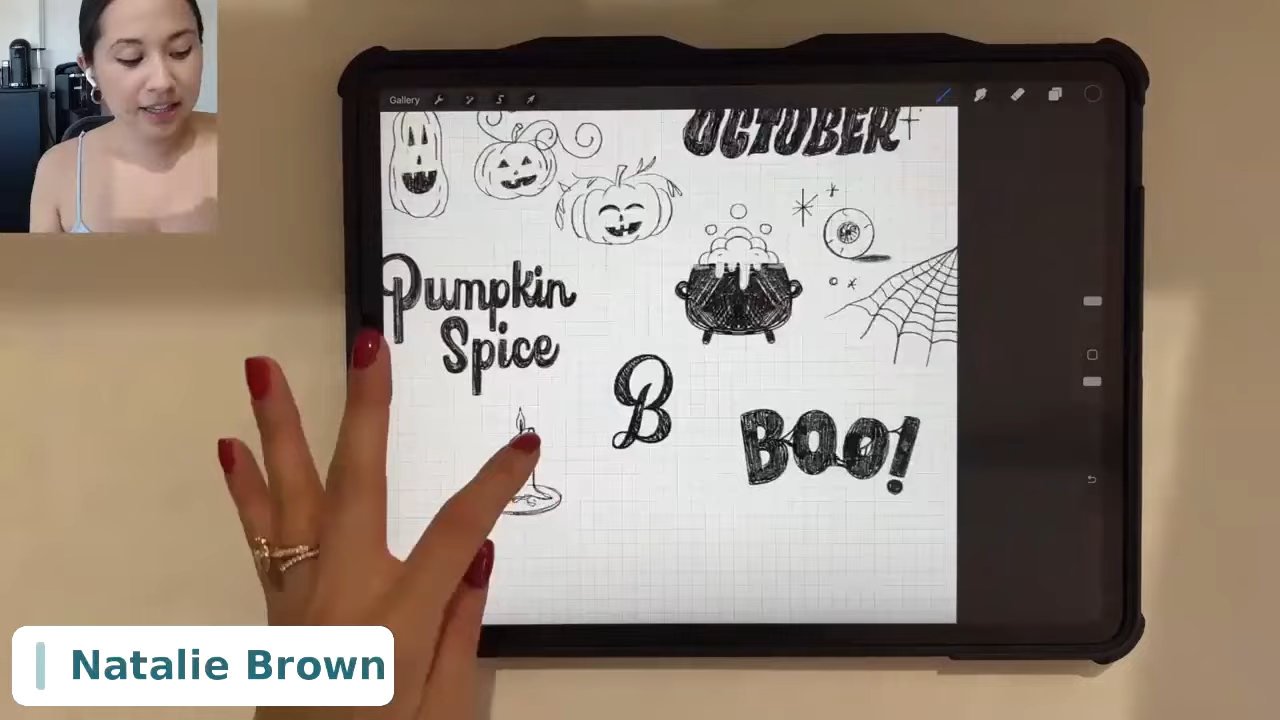 Gallery
OCTOBER
Pumpkin
Spice
B
BOO!
Natalie Brown